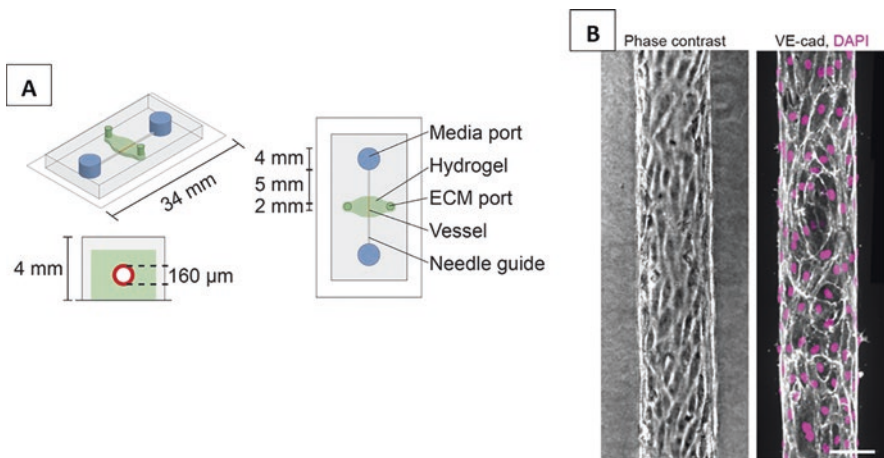 A
34 mm
4 mm
160 µm
4 mm
5 mm
2 mm
Media port
Hydrogel
ECM port
Vessel
Needle guide
B
Phase contrast
VE-cad, DAPI